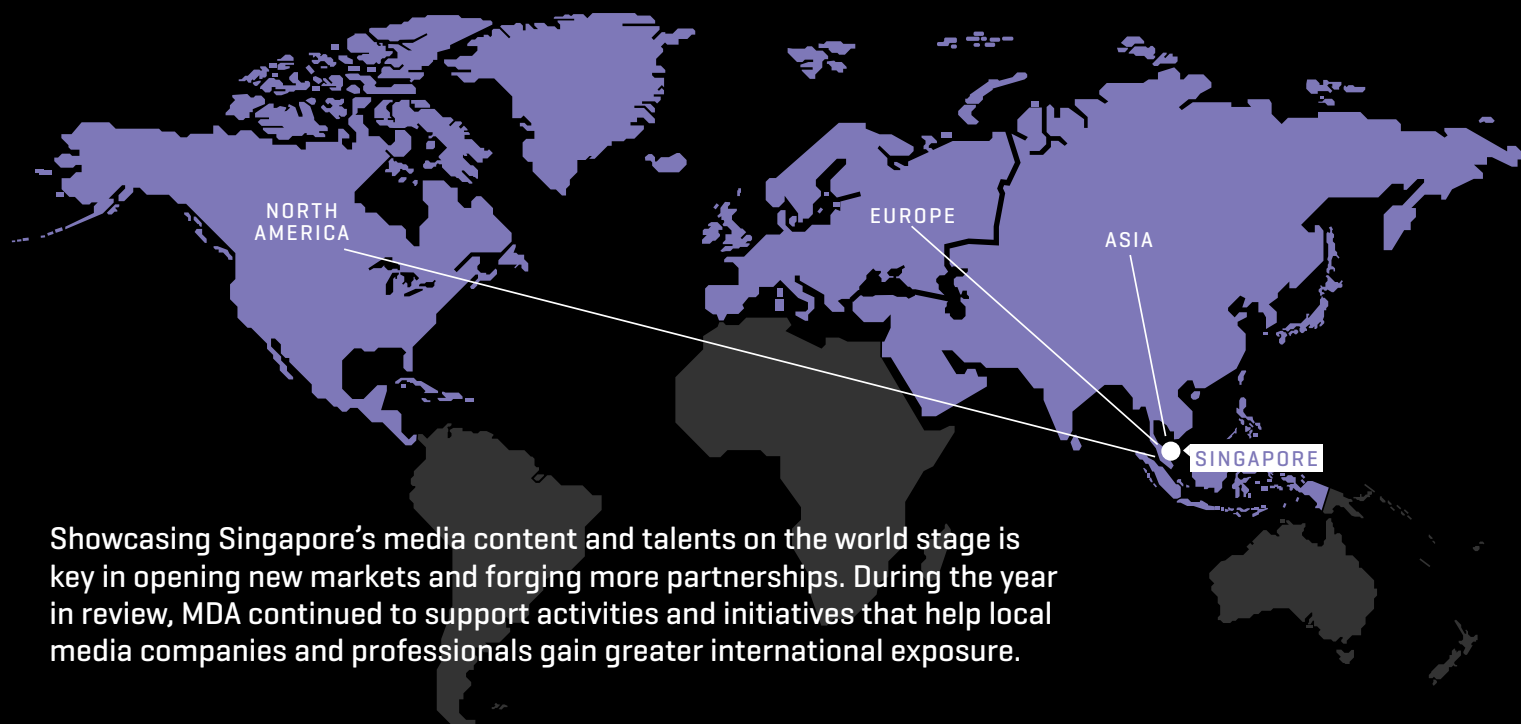 NORTH
AMERICA
EUROPE
ASIA
SINGAPORE
Showcasing Singapore’s media content and talents on the world stage is
key in opening new markets and forging more partnerships. During the year
in review, MDA continued to support activities and initiatives that help local
media companies and professionals gain greater international exposure.